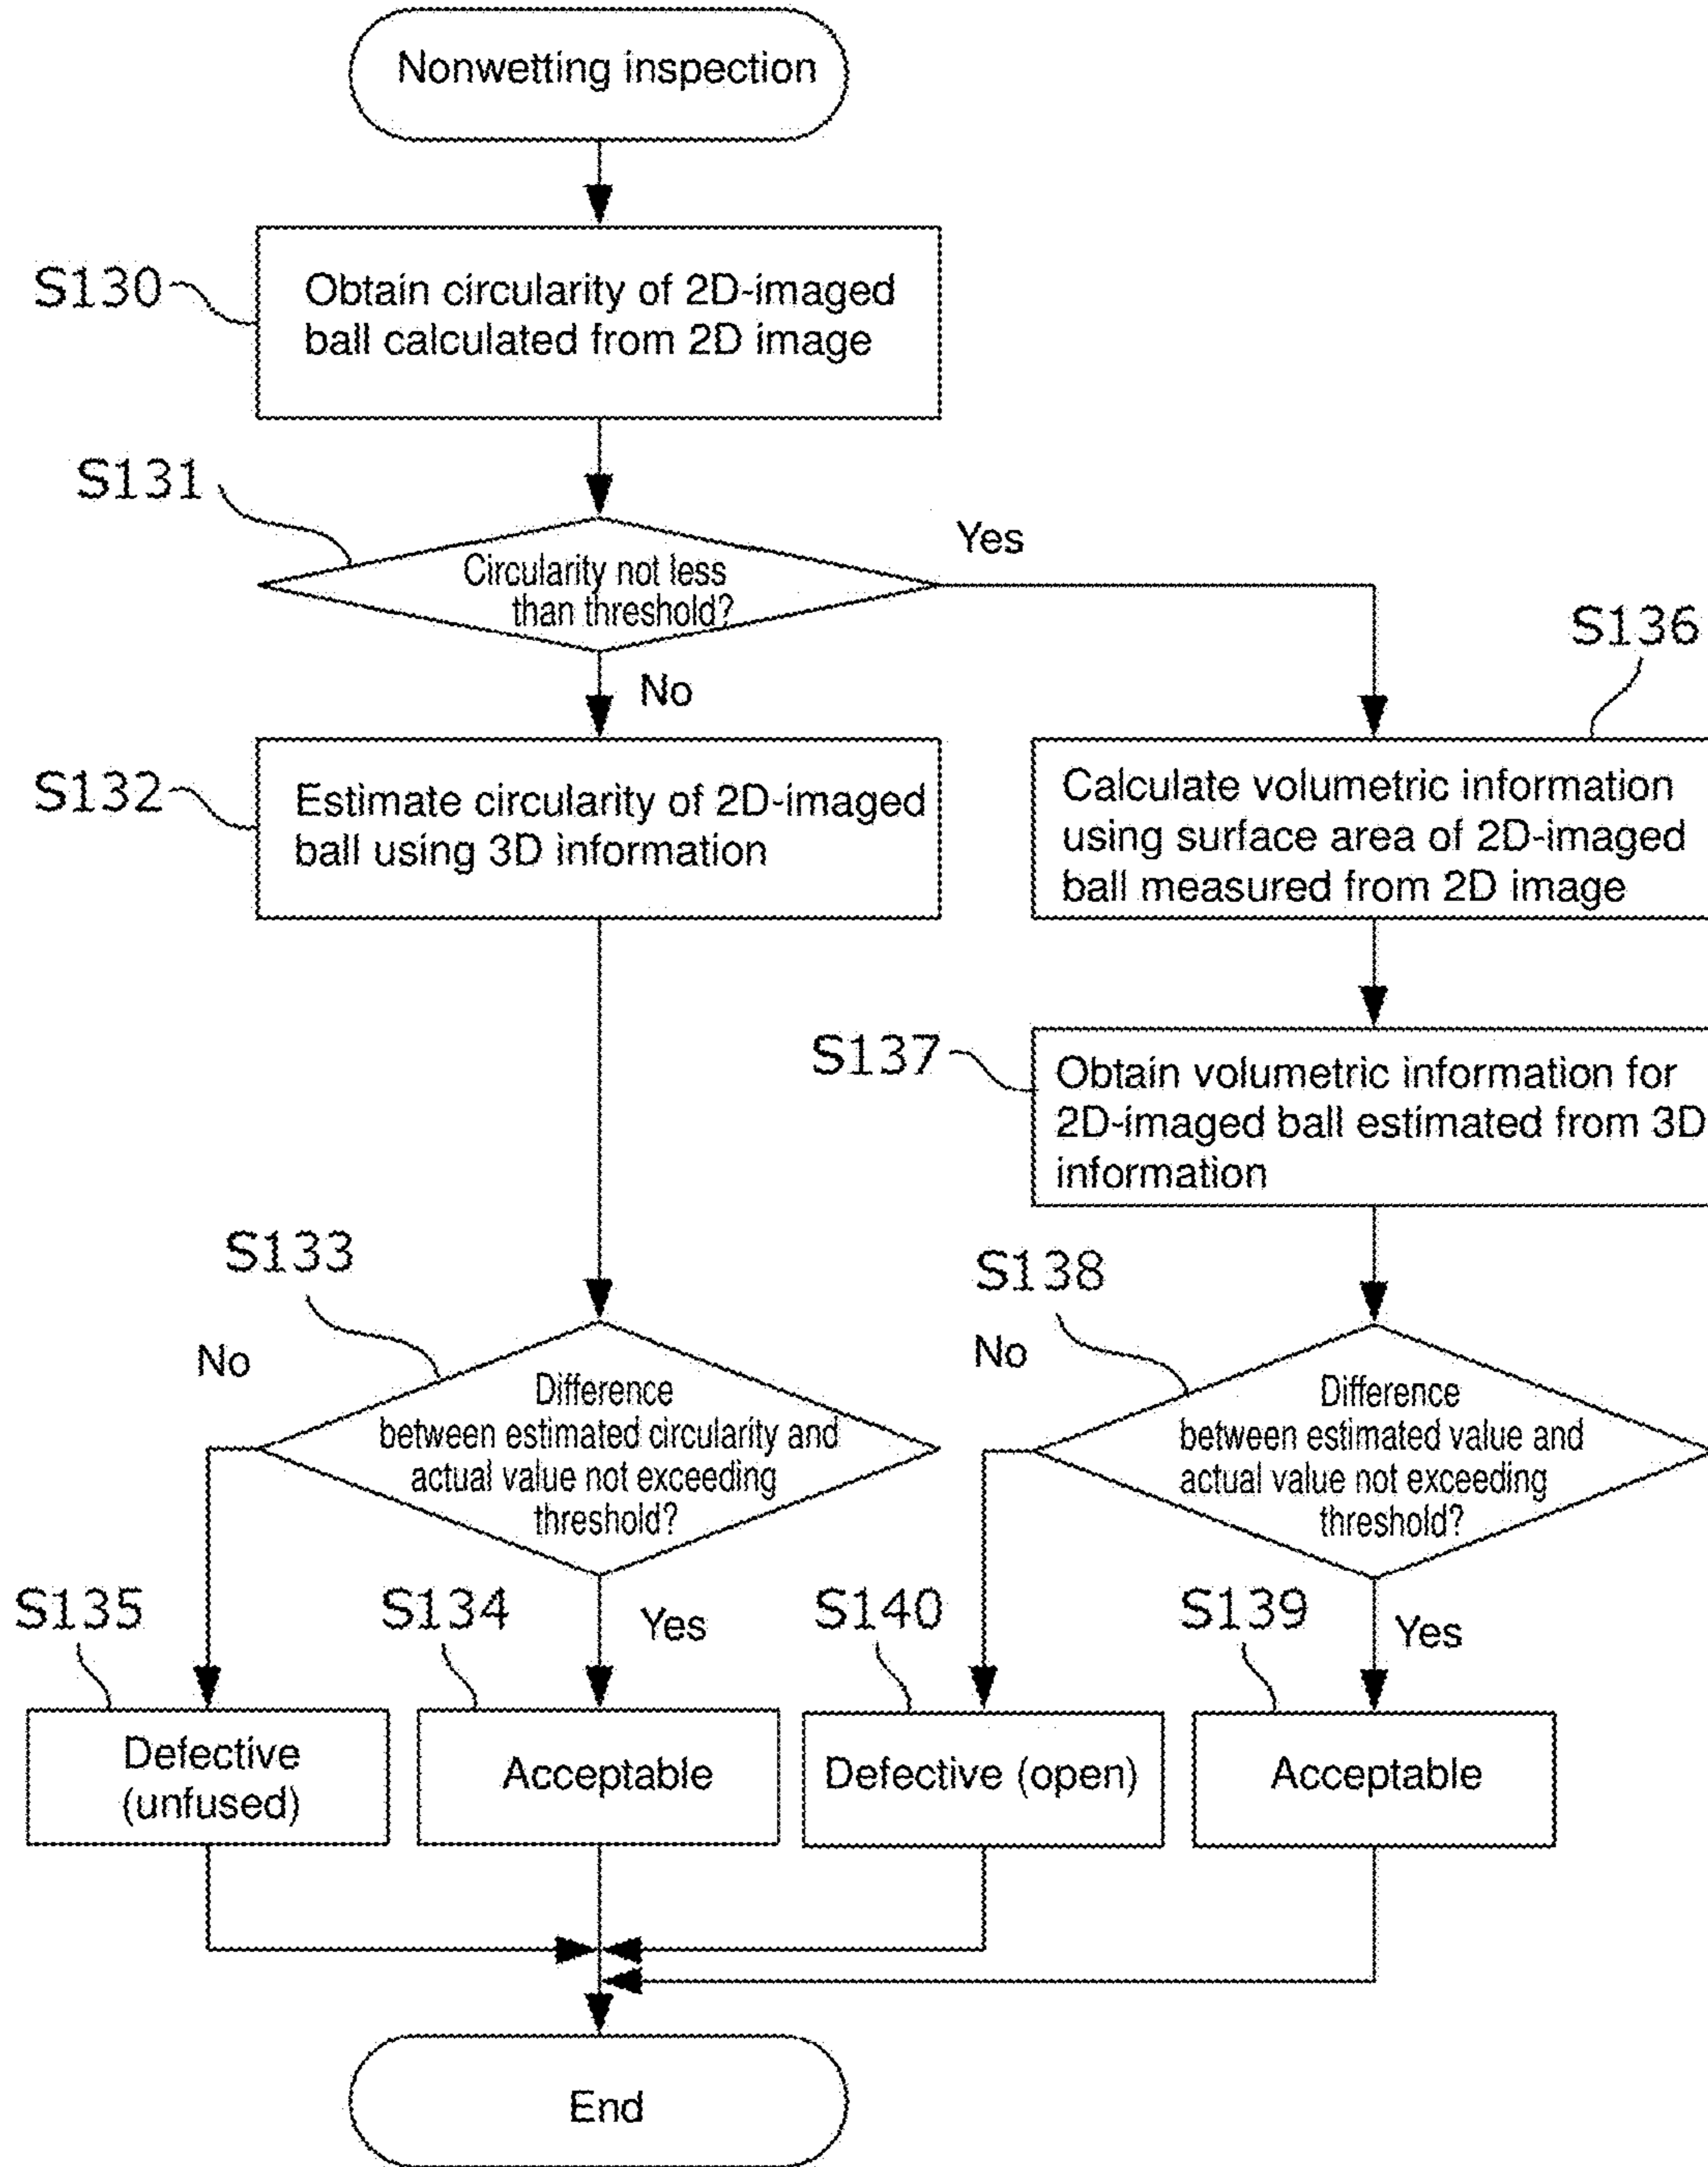 Nonwetting inspection
S130
Obtain circularity of 2D-imaged
ball calculated from 2D image
S131
Circularity not less
than threshold?
Yes
No
S132
Estimate circularity of 2D-imaged
ball using 3D information
S136
Calculate volumetric information
using surface area of 2D-imaged
ball measured from 2D image
S137
Obtain volumetric information for
2D-imaged ball estimated from 3D
information
S133
No
Difference
between estimated circularity and
actual value not exceeding
threshold?
S138
No
Difference
between estimated value and
actual value not exceeding
threshold?
S135
S134
Yes
S140
S139
Yes
Defective
(unfused)
Acceptable
Defective (open)
Acceptable
End